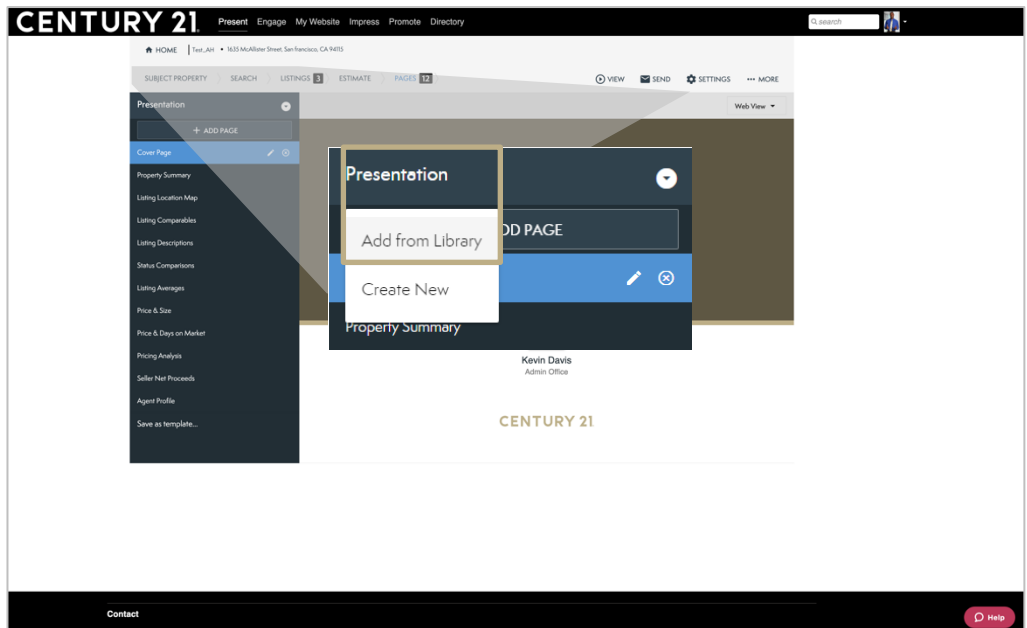 CENTURY 21. Present Engage My Website Impress Promote Directory search
HOME Test_AH • 1635 McAllister Street, San francisco, CA 94115
SUBJECT PROPERTY SEARCH LISTINGS 3 ESTIMATE PAGES 12 VIEW SEND SETTINGS ••• MORE
Presentation
Web View
+ ADD PAGE
Cover Page
Property Summary
Listing Location Map
Listing Comparables
Listing Descriptions
Status Comparisons
Listing Averages
Price & Size
Price & Days on Market
Pricing Analysis
Seller Net Proceeds
Agent Profile
Save as template...
Presentation
Add from Library
DD PAGE
Create New
Property Summary
Kevin Davis
Admin Office
CENTURY 21
Contact
Help